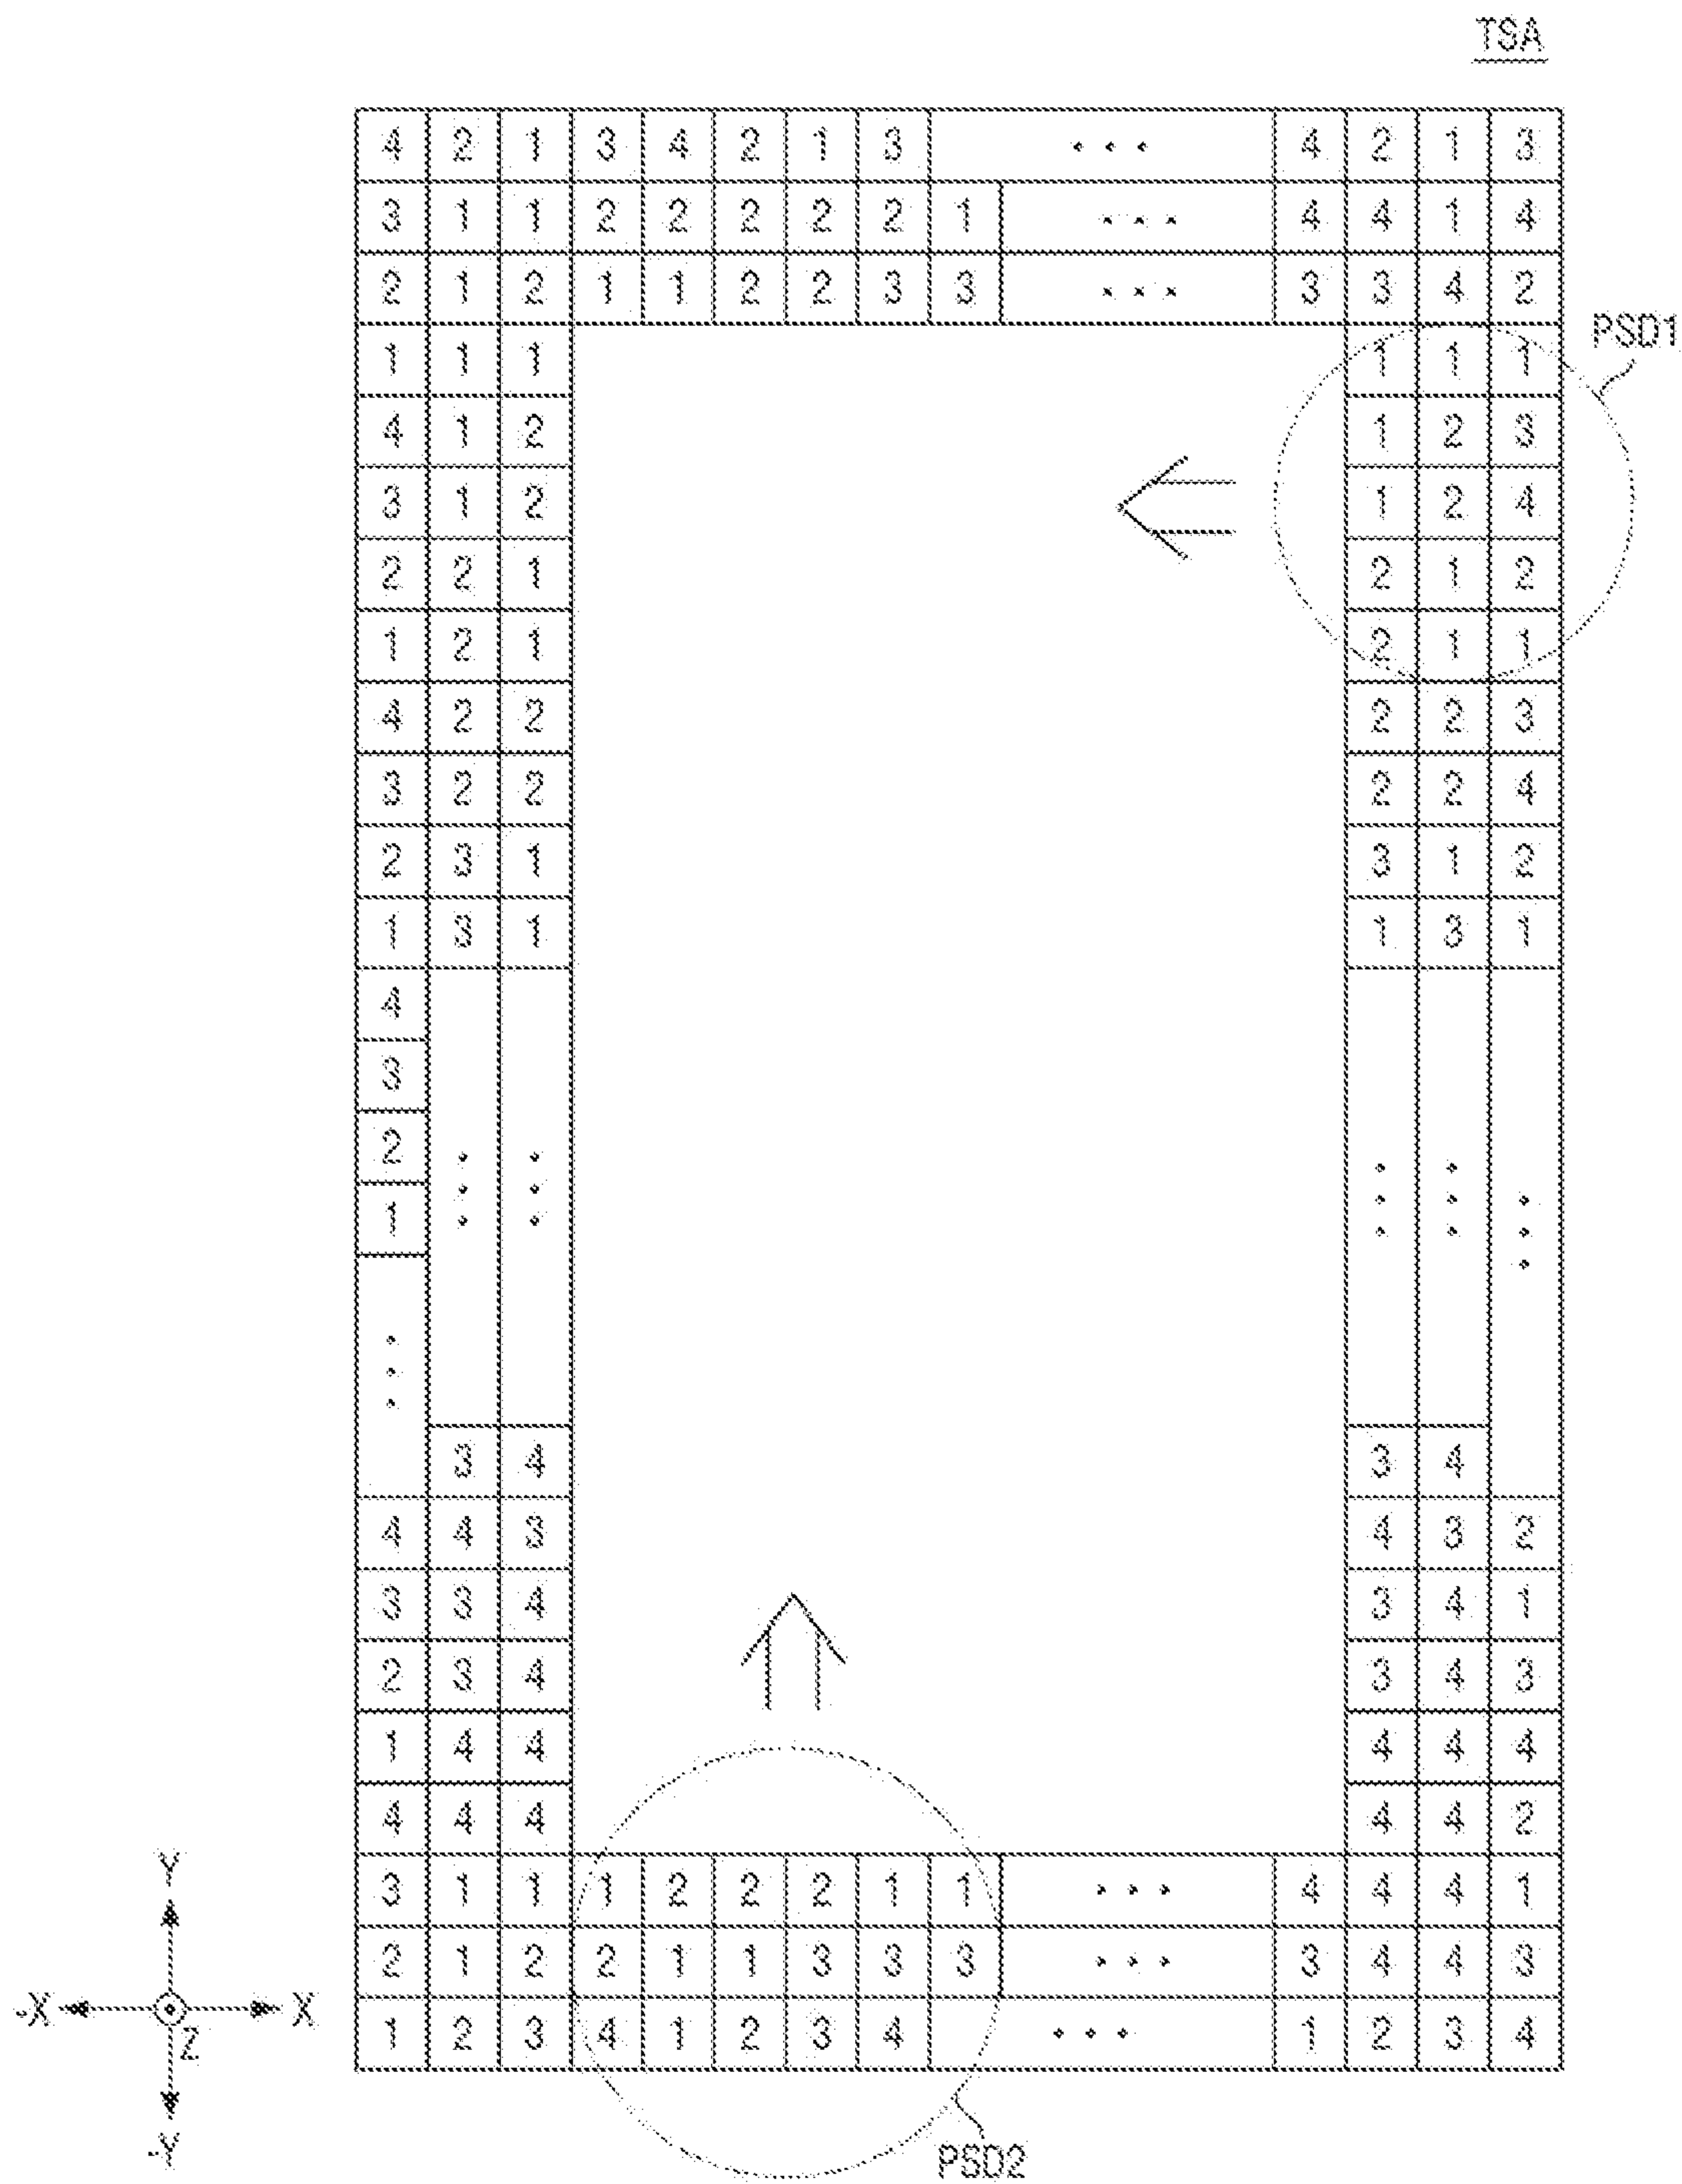 TSA
4 2 1 3 4 2 1 3 ... 4 2 1 3
3 1 1 2 2 2 2 2 1 ... 4 4 1 4
2 1 2 1 1 2 2 3 3 ... 3 3 4 2
PSD1
1 1 1 1 1 1
4 1 2 1 2 3
3 1 2 1 2 4
2 2 1 2 1 2
1 2 1 2 1 1
4 2 2 2 2 3
3 2 2 2 2 4
2 3 1 3 1 2
1 3 1 1 3 1
4
3
2
1
3 4 3 4
4 4 3 4 3 2
3 3 4 3 4 1
2 3 4 3 4 3
1 4 4 4 4 4
4 4 4 4 4 2
3 1 1 1 2 2 2 1 1 ... 4 4 4 1
2 1 2 2 1 1 3 3 3 ... 3 4 4 3
1 2 3 4 1 2 3 4 ... 1 2 3 4
Y
-X X
Z
-Y
PSD2